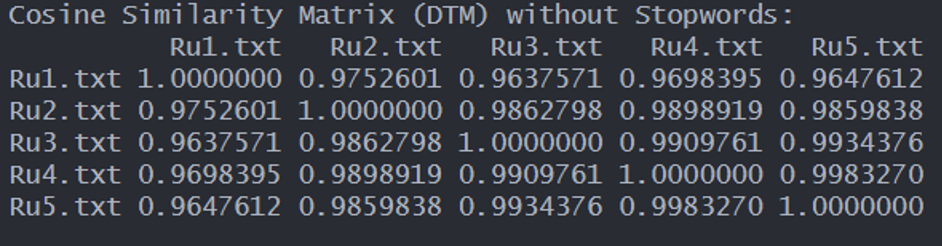 Cosine Similarity Matrix (DTM) without Stopwords:
Ru1.txt Ru2.txt Ru3.txt Ru4.txt Ru5.txt
Ru1.txt 1.0000000 0.9752601 0.9637571 0.9698395 0.9647612
Ru2.txt 0.9752601 1.0000000 0.9862798 0.9898919 0.9859838
Ru3.txt 0.9637571 0.9862798 1.0000000 0.9909761 0.9934376
Ru4.txt 0.9698395 0.9898919 0.9909761 1.0000000 0.9983270
Ru5.txt 0.9647612 0.9859838 0.9934376 0.9983270 1.0000000